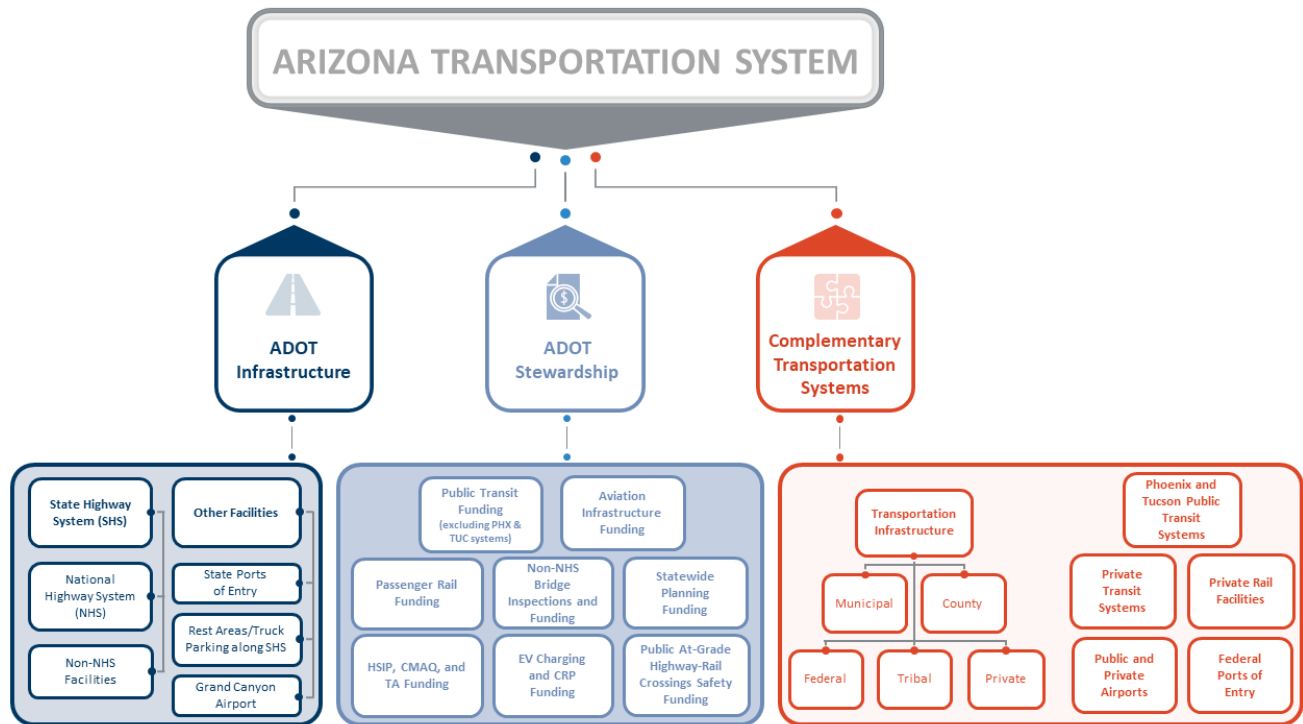 ARIZONA TRANSPORTATION SYSTEM
ADOT
Infrastructure
ADOT
Stewardship
Complementary
Transportation
Systems
State Highway
System (SHS)
National
Highway System
(NHS)
Non-NHS
Facilities
Other Facilities
State Ports
of Entry
Rest Areas/Truck
Parking along SHS
Grand Canyon
Airport
Public Transit
Funding
(excluding PHX &
TUC systems)
Aviation
Infrastructure
Funding
Passenger Rail
Funding
Non-NHS
Bridge
Inspections and
Funding
Statewide
Planning
Funding
HSIP, CMAQ, and
TA Funding
EV Charging
and CRP
Funding
Public At-Grade
Highway-Rail
Crossings Safety
Funding
Transportation
Infrastructure
Municipal
County
Federal
Tribal
Private
Phoenix and
Tucson Public
Transit
Systems
Private
Transit
Systems
Private Rail
Facilities
Public and
Private
Airports
Federal
Ports of
Entry